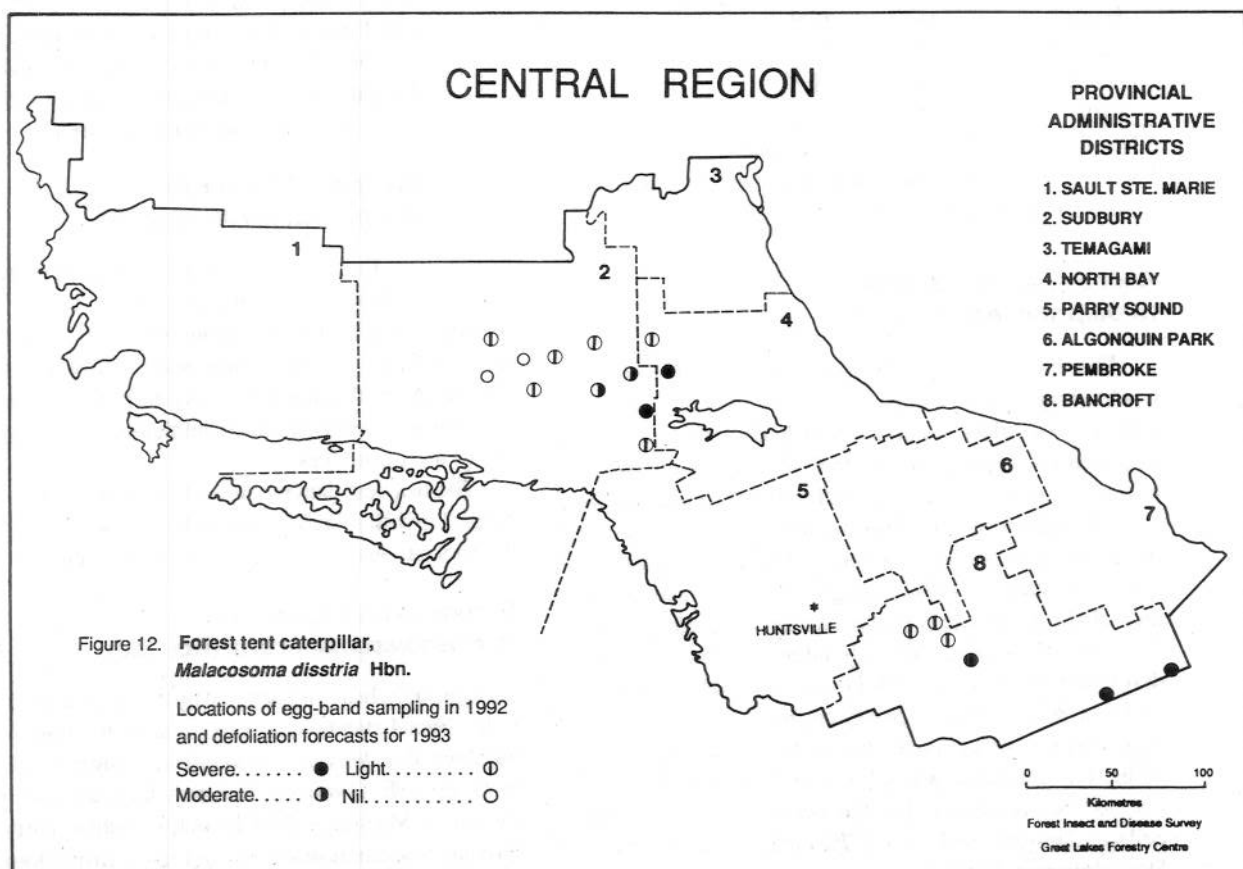 CENTRAL REGION
PROVINCIAL
ADMINISTRATIVE
DISTRICTS
1. SAULT STE. MARIE
2. SUDBURY
3. TEMAGAMI
4. NORTH BAY
5. PARRY SOUND
6. ALGONQUIN PARK
7. PEMBROKE
8. BANCROFT
1
2
3
4
5
6
7
8
HUNTSVILLE
Figure 12. Forest tent caterpillar,
Malacosoma disstria Hbn.
Locations of egg-band sampling in 1992
and defoliation forecasts for 1993
Severe....... ● Light......... ⦶
Moderate..... ◑ Nil........... ○
0 50 100
Kilometres
Forest Insect and Disease Survey
Great Lakes Forestry Centre